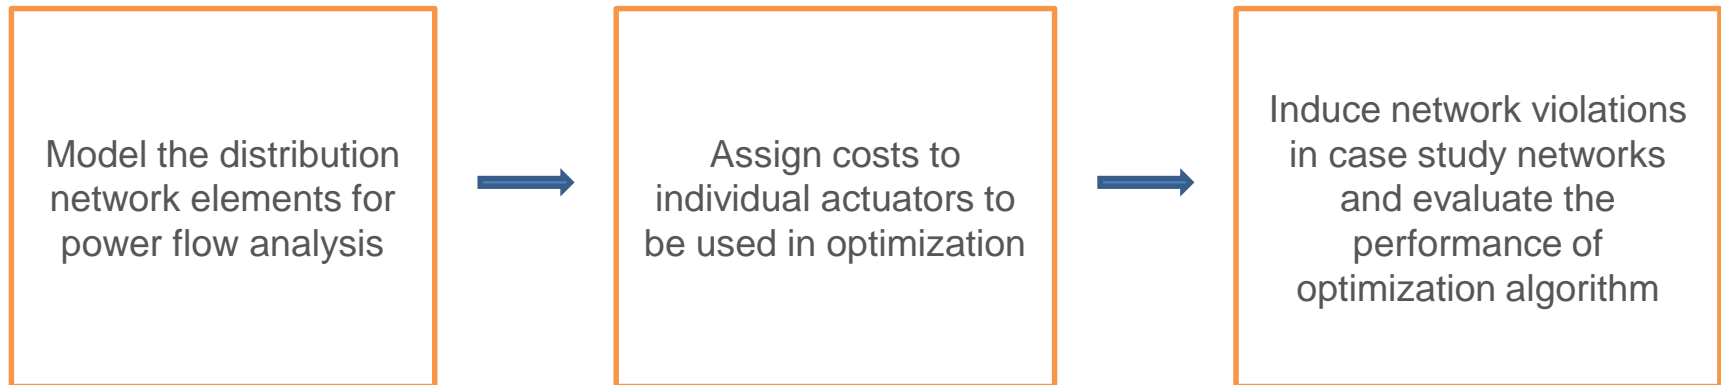 Model the distribution
network elements for
power flow analysis
Assign costs to
individual actuators to
be used in optimization
Induce network violations
in case study networks
and evaluate the
performance of
optimization algorithm